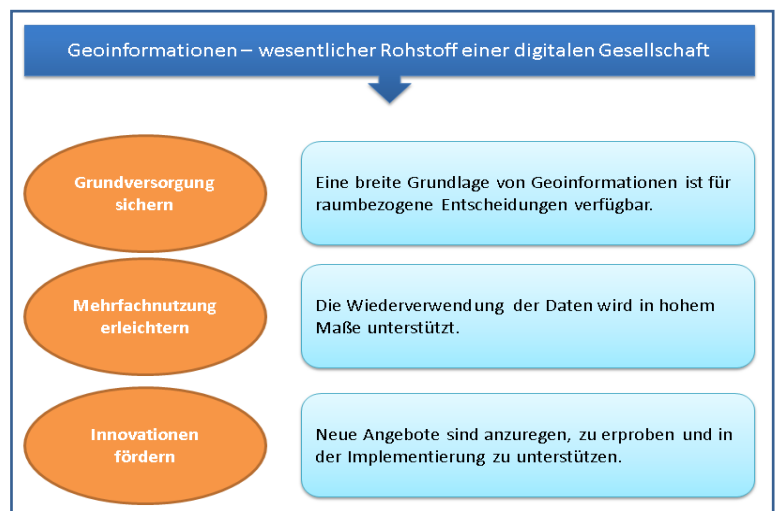 Geoinformationen – wesentlicher Rohstoff einer digitalen Gesellschaft
Grundversorgung
sichern
Eine breite Grundlage von Geoinformationen ist für
raumbezogene Entscheidungen verfügbar.
Mehrfachnutzung
erleichtern
Die Wiederverwendung der Daten wird in hohem
Maße unterstützt.
Innovationen
fördern
Neue Angebote sind anzuregen, zu erproben und in
der Implementierung zu unterstützen.